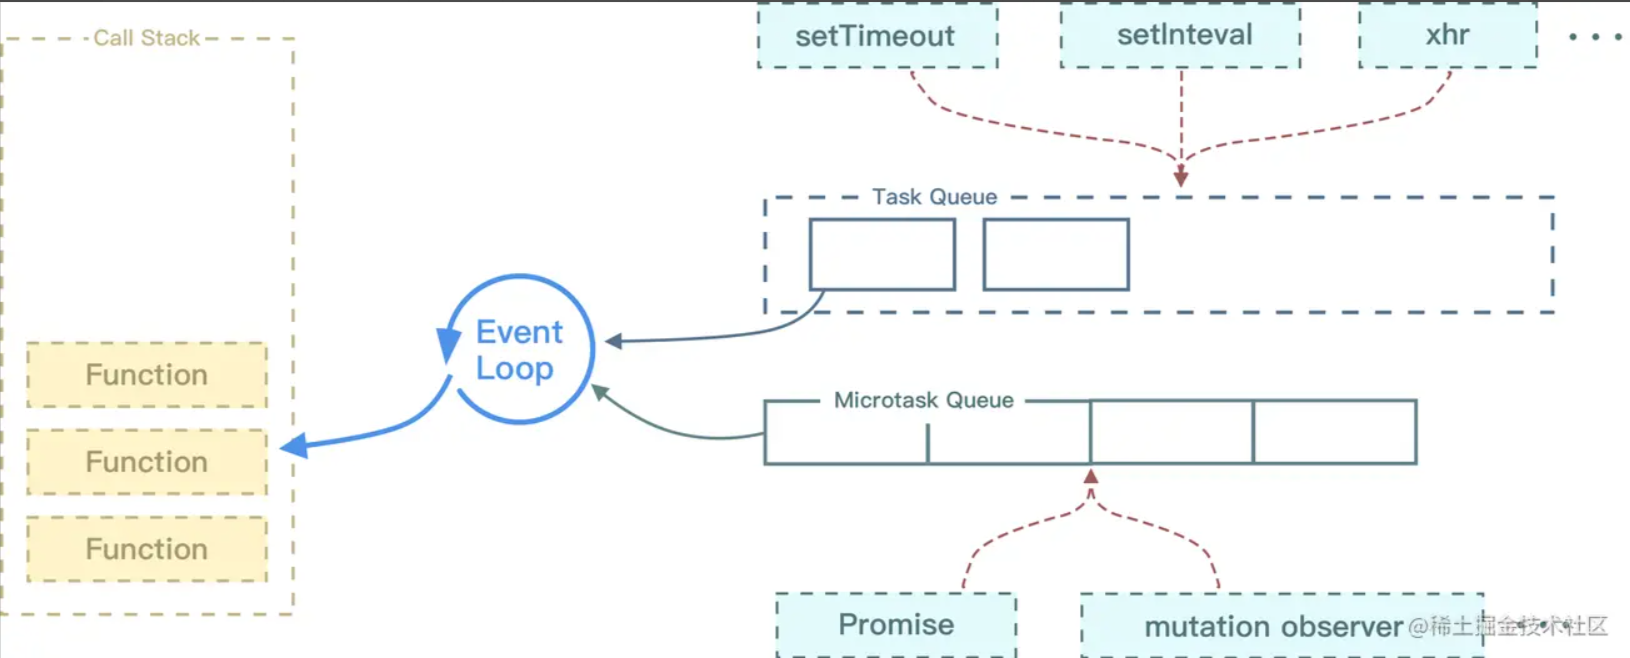 Call Stack
setTimeout
setInteval
xhr
Task Queue
Event
Loop
Microtask Queue
Function
Function
Function
Promise
mutation observer
@稀土掘金技术社区